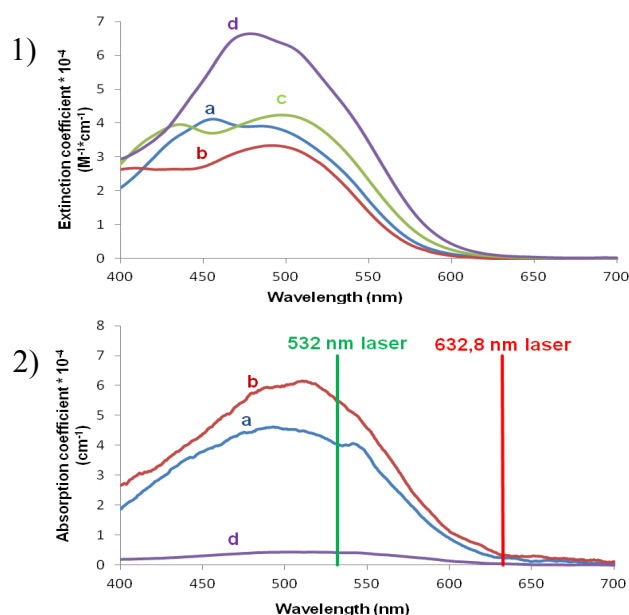 1)
Extinction coefficient * 10⁻⁴
(M⁻¹*cm⁻¹)
7
6
5
4
3
2
1
0
d
a
c
b
400 450 500 550 600 650 700
Wavelength (nm)
2)
Absorption coefficient * 10⁻⁴
(cm⁻¹)
8
7
6
5
4
3
2
1
0
532 nm laser 632,8 nm laser
b
a
d
400 450 500 550 600 650 700
Wavelength (nm)